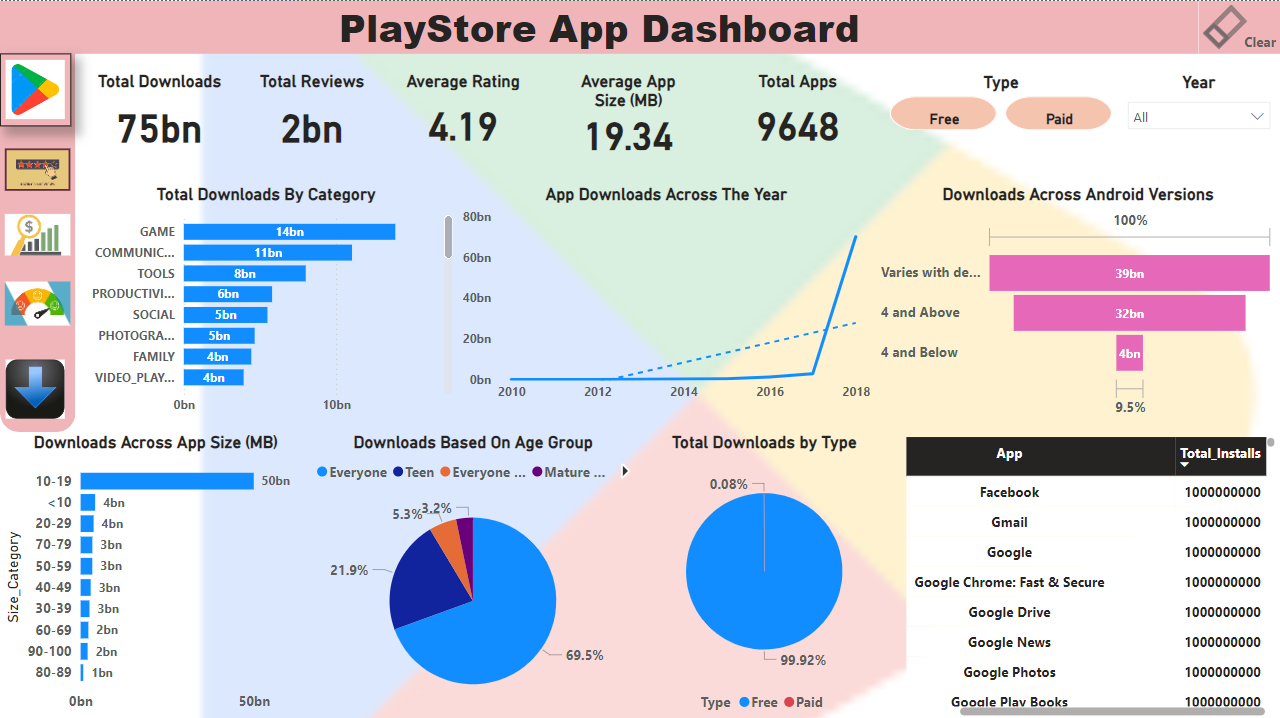 PlayStore App Dashboard
Clear
Total Downloads
75bn
Total Reviews
2bn
Average Rating
4.19
Average App
Size (MB)
19.34
Total Apps
9648
Type
Free
Paid
Year
All
Total Downloads By Category
GAME
14bn
COMMUNIC...
11bn
TOOLS
8bn
PRODUCTIVI...
6bn
SOCIAL
5bn
PHOTOGRA...
5bn
FAMILY
4bn
VIDEO_PLAY...
4bn
0bn
10bn
App Downloads Across The Year
80bn
60bn
40bn
20bn
0bn
2010
2012
2014
2016
2018
Downloads Across Android Versions
100%
Varies with de...
39bn
4 and Above
32bn
4 and Below
4bn
9.5%
Downloads Across App Size (MB)
Size_Category
10-19
50bn
<10
4bn
20-29
4bn
70-79
3bn
50-59
3bn
40-49
3bn
30-39
3bn
60-69
2bn
90-100
2bn
80-89
1bn
0bn
50bn
Downloads Based On Age Group
Everyone
Teen
Everyone ...
Mature ...
5.3%
3.2%
21.9%
69.5%
Total Downloads by Type
0.08%
99.92%
Type
Free
Paid
App
Total_Installs
Facebook
1000000000
Gmail
1000000000
Google
1000000000
Google Chrome: Fast & Secure
1000000000
Google Drive
1000000000
Google News
1000000000
Google Photos
1000000000
Google Play Books
1000000000